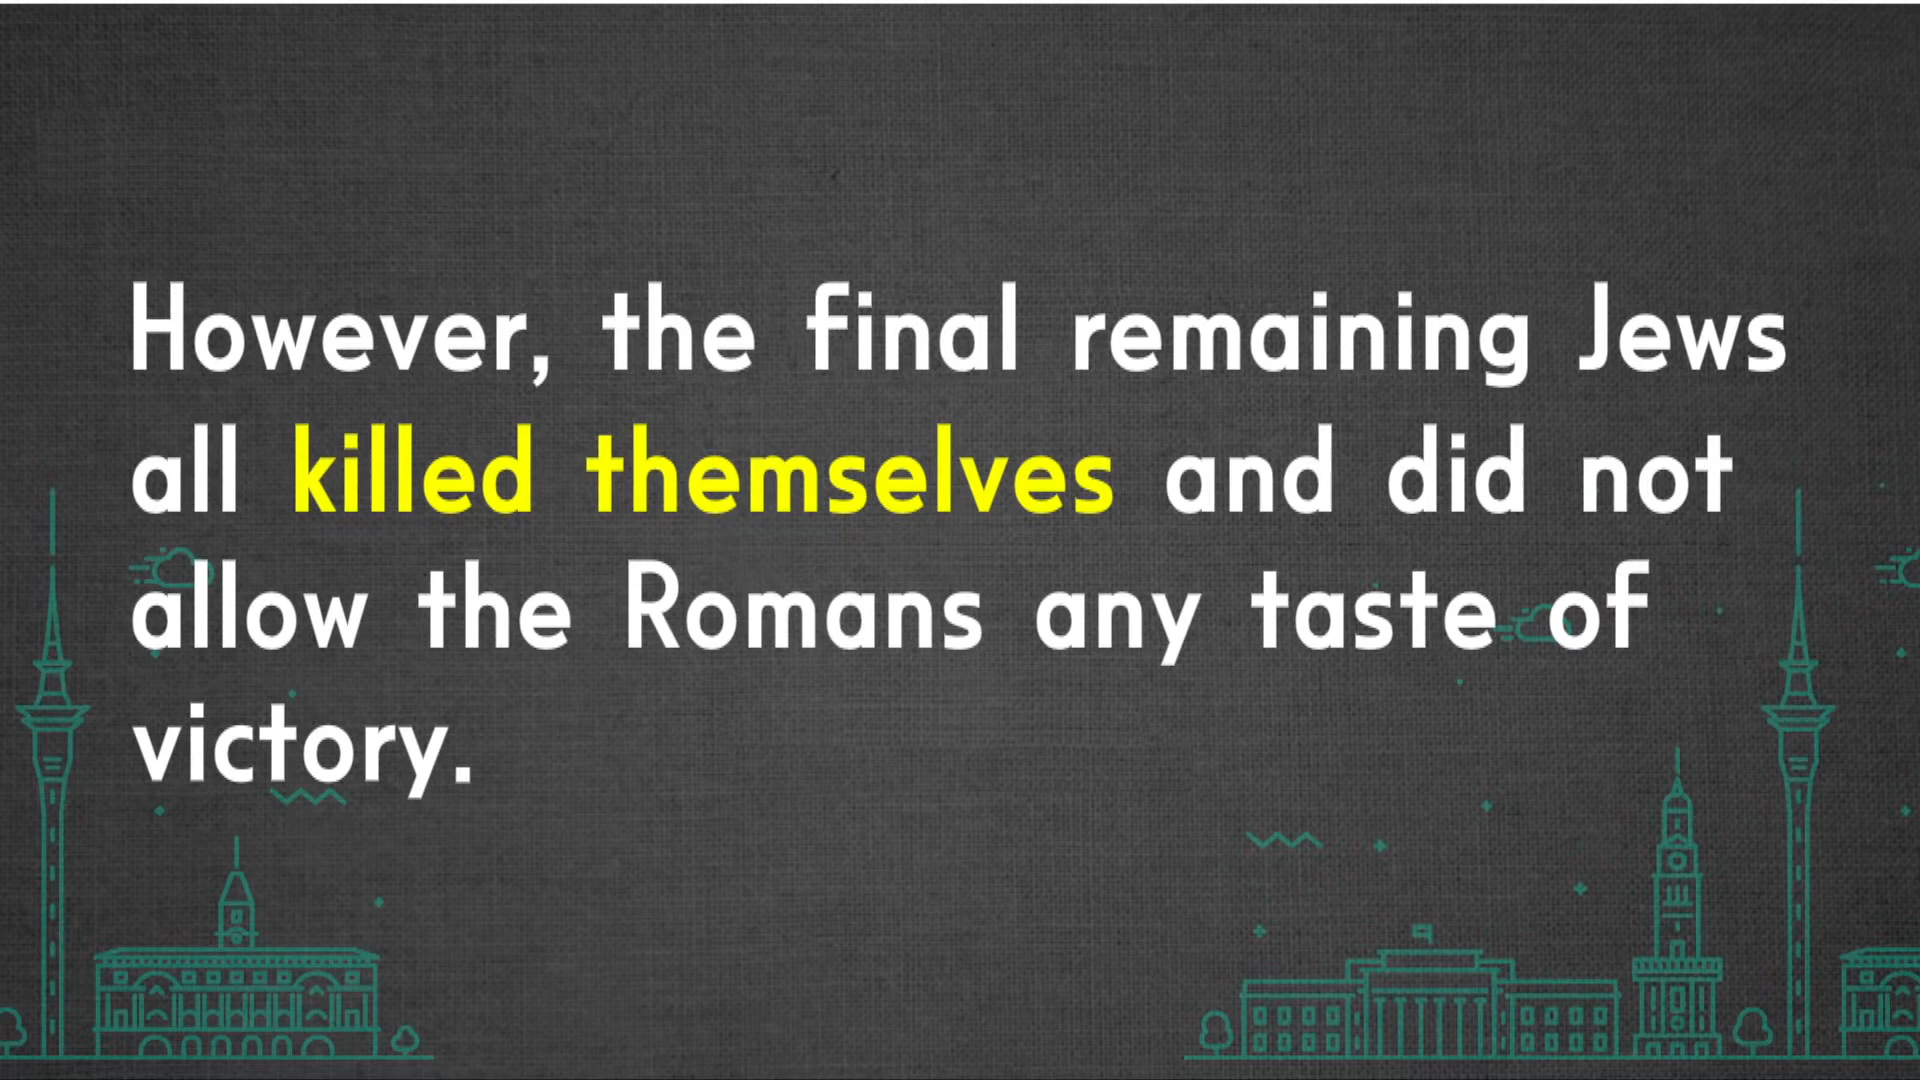 However, the final remaining Jews
all killed themselves and did not
allow the Romans any taste of
victory.